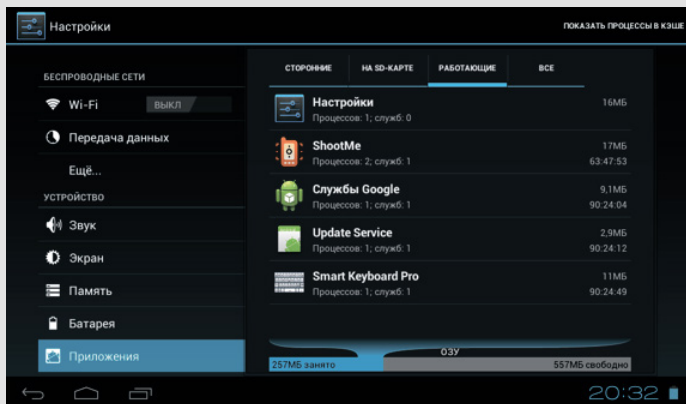 Настройки
ПОКАЗАТЬ ПРОЦЕССЫ В КЭШЕ
БЕСПРОВОДНЫЕ СЕТИ
Wi-Fi ВЫКЛ
Передача данных
Ещё...
УСТРОЙСТВО
Звук
Экран
Память
Батарея
Приложения
СТОРОННИЕ НА SD-КАРТЕ РАБОТАЮЩИЕ ВСЕ
Настройки 16МБ
Процессов: 1; служб: 0
ShootMe 17МБ
Процессов: 2; служб: 1 63:47:53
Службы Google 9,1МБ
Процессов: 1; служб: 1 90:24:04
Update Service 2,9МБ
Процессов: 1; служб: 1 90:24:12
Smart Keyboard Pro 11МБ
Процессов: 1; служб: 1 90:24:49
ОЗУ
257МБ занято 557МБ свободно
20:32